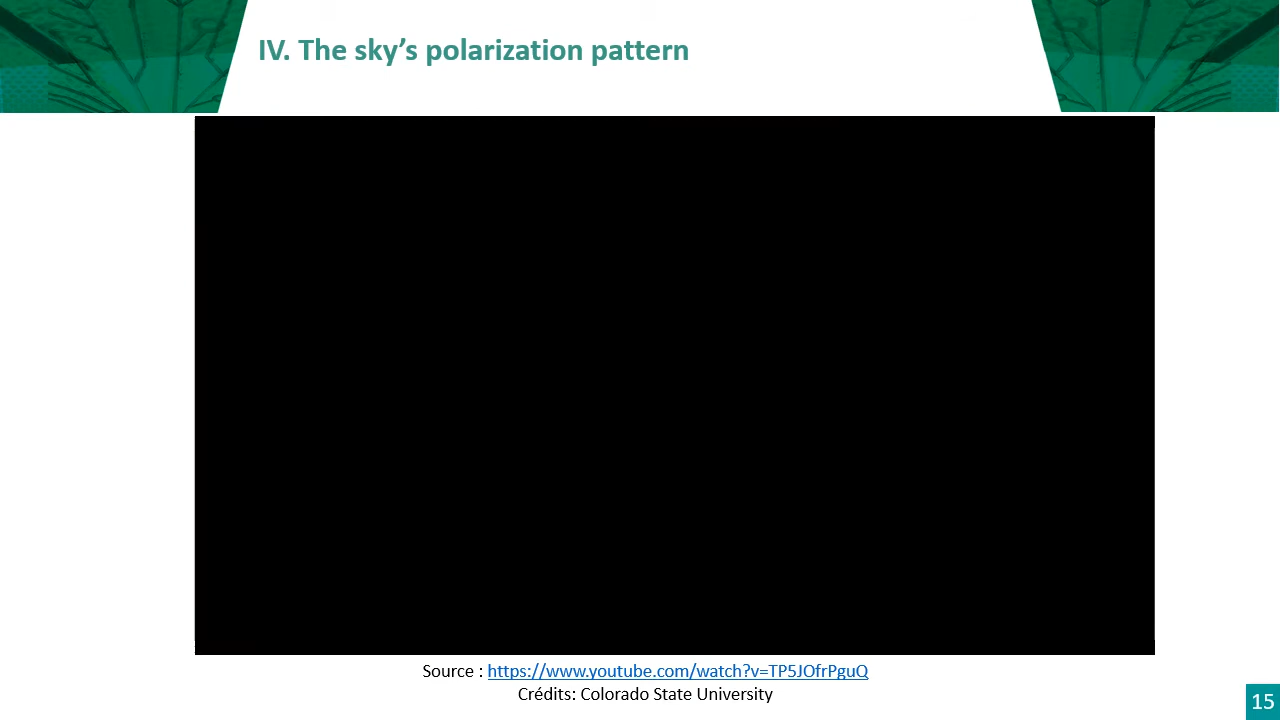 IV. The sky’s polarization pattern
Source : https://www.youtube.com/watch?v=TP5JOfrPguQ
Crédits: Colorado State University
15